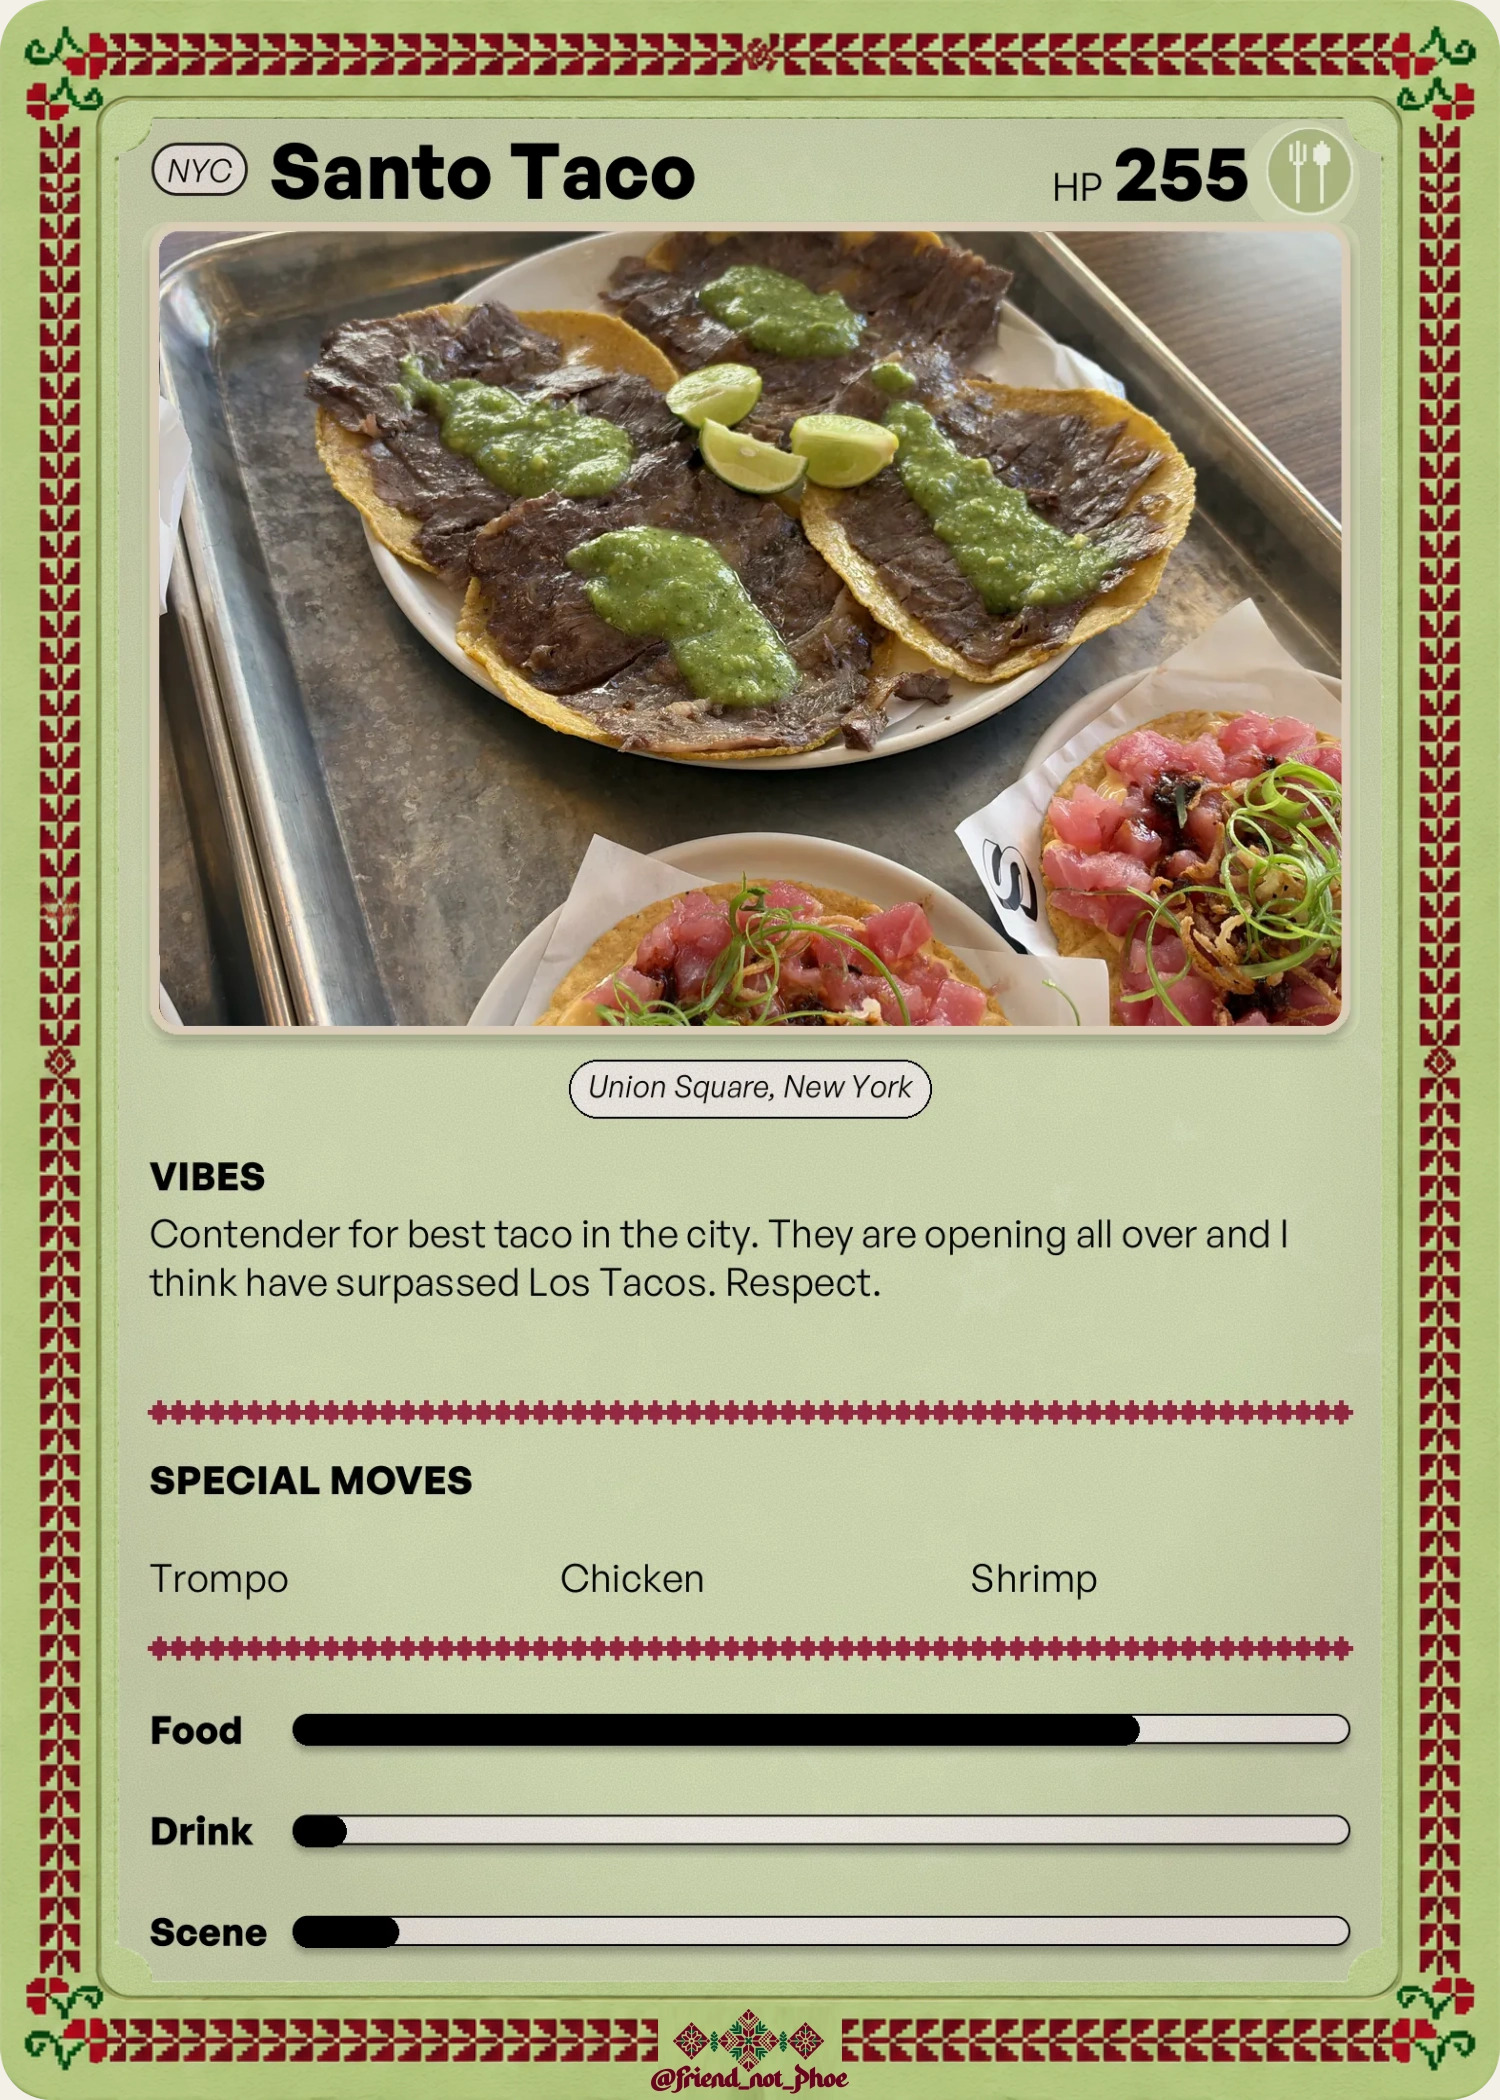 NYC Santo Taco HP 255
S
Union Square, New York
VIBES
Contender for best taco in the city. They are opening all over and I
think have surpassed Los Tacos. Respect.
SPECIAL MOVES
Trompo Chicken Shrimp
Food
Drink
Scene
@friend_not_phoe